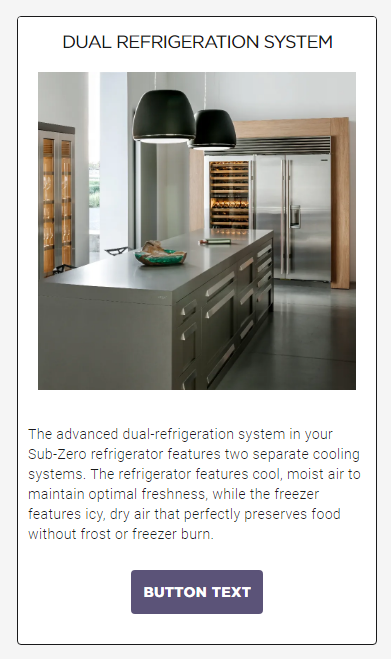 DUAL REFRIGERATION SYSTEM
The advanced dual-refrigeration system in your
Sub-Zero refrigerator features two separate cooling
systems. The refrigerator features cool, moist air to
maintain optimal freshness, while the freezer
features icy, dry air that perfectly preserves food
without frost or freezer burn.
BUTTON TEXT